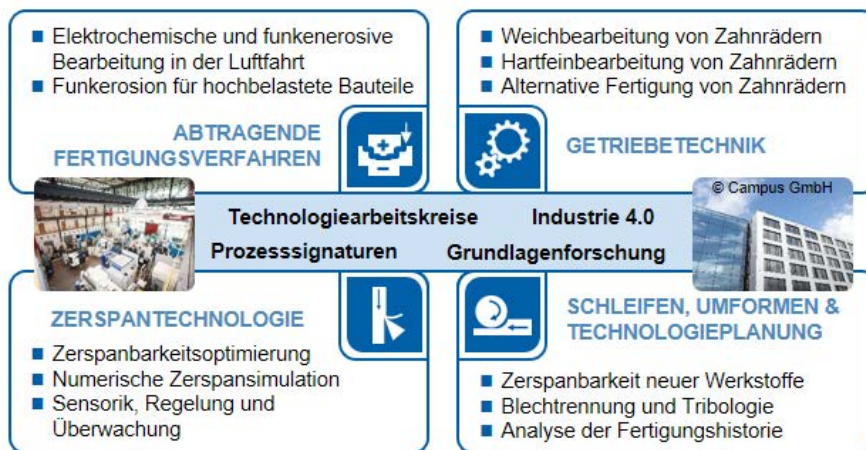 Elektrochemische und funkenerosive
Bearbeitung in der Luftfahrt
Funkerosion für hochbelastete Bauteile
ABTRAGENDE
FERTIGUNGSVERFAHREN
Weichbearbeitung von Zahnrädern
Hartfeinbearbeitung von Zahnrädern
Alternative Fertigung von Zahnrädern
GETRIEBETECHNIK
© Campus GmbH
Technologiearbeitskreise Industrie 4.0
Prozesssignaturen Grundlagenforschung
ZERSPANTECHNOLOGIE
Zerspanbarkeitsoptimierung
Numerische Zerspansimulation
Sensorik, Regelung und
Überwachung
SCHLEIFEN, UMFORMEN &
TECHNOLOGIEPLANUNG
Zerspanbarkeit neuer Werkstoffe
Blechtrennung und Tribologie
Analyse der Fertigungshistorie